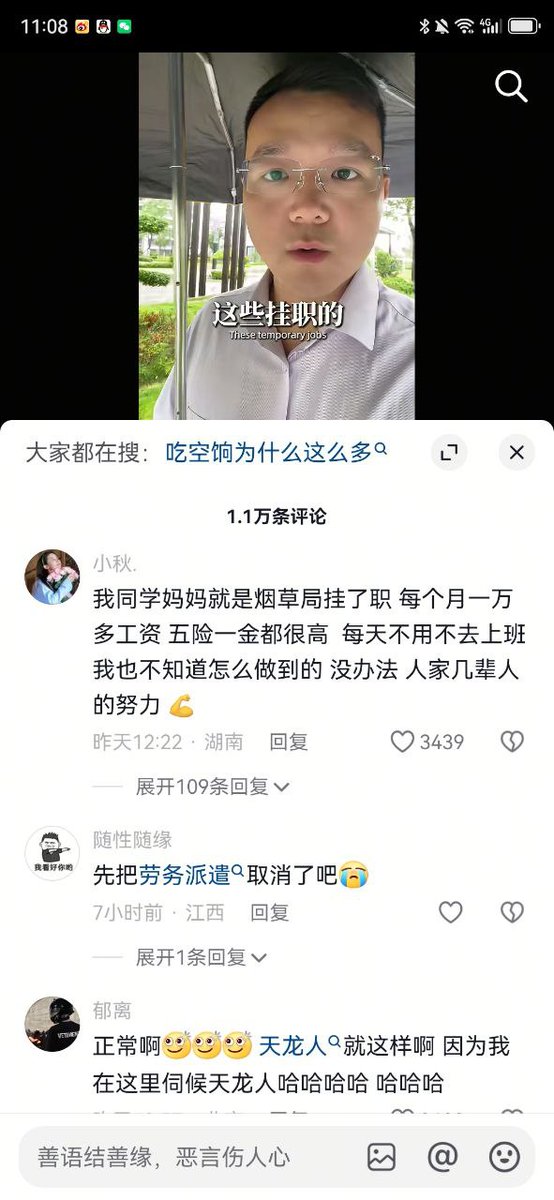 11:08
4G
这些挂职的
These temporary jobs
大家都在搜：吃空饷为什么这么多
1.1万条评论
小秋.
我同学妈妈就是烟草局挂了职 每个月一万
多工资 五险一金都很高 每天不用不去上班
我也不知道怎么做到的 没办法 人家几辈人
的努力 💪
昨天12:22 · 湖南 回复 3439
展开109条回复
我看好你哟
随性随缘
先把劳务派遣取消了吧😭
7小时前 · 江西 回复
展开1条回复
VETEMENTS
郁离
正常啊🙄🙄🙄 天龙人就这样啊 因为我
在这里伺候天龙人哈哈哈哈 哈哈哈
善语结善缘，恶言伤人心
@